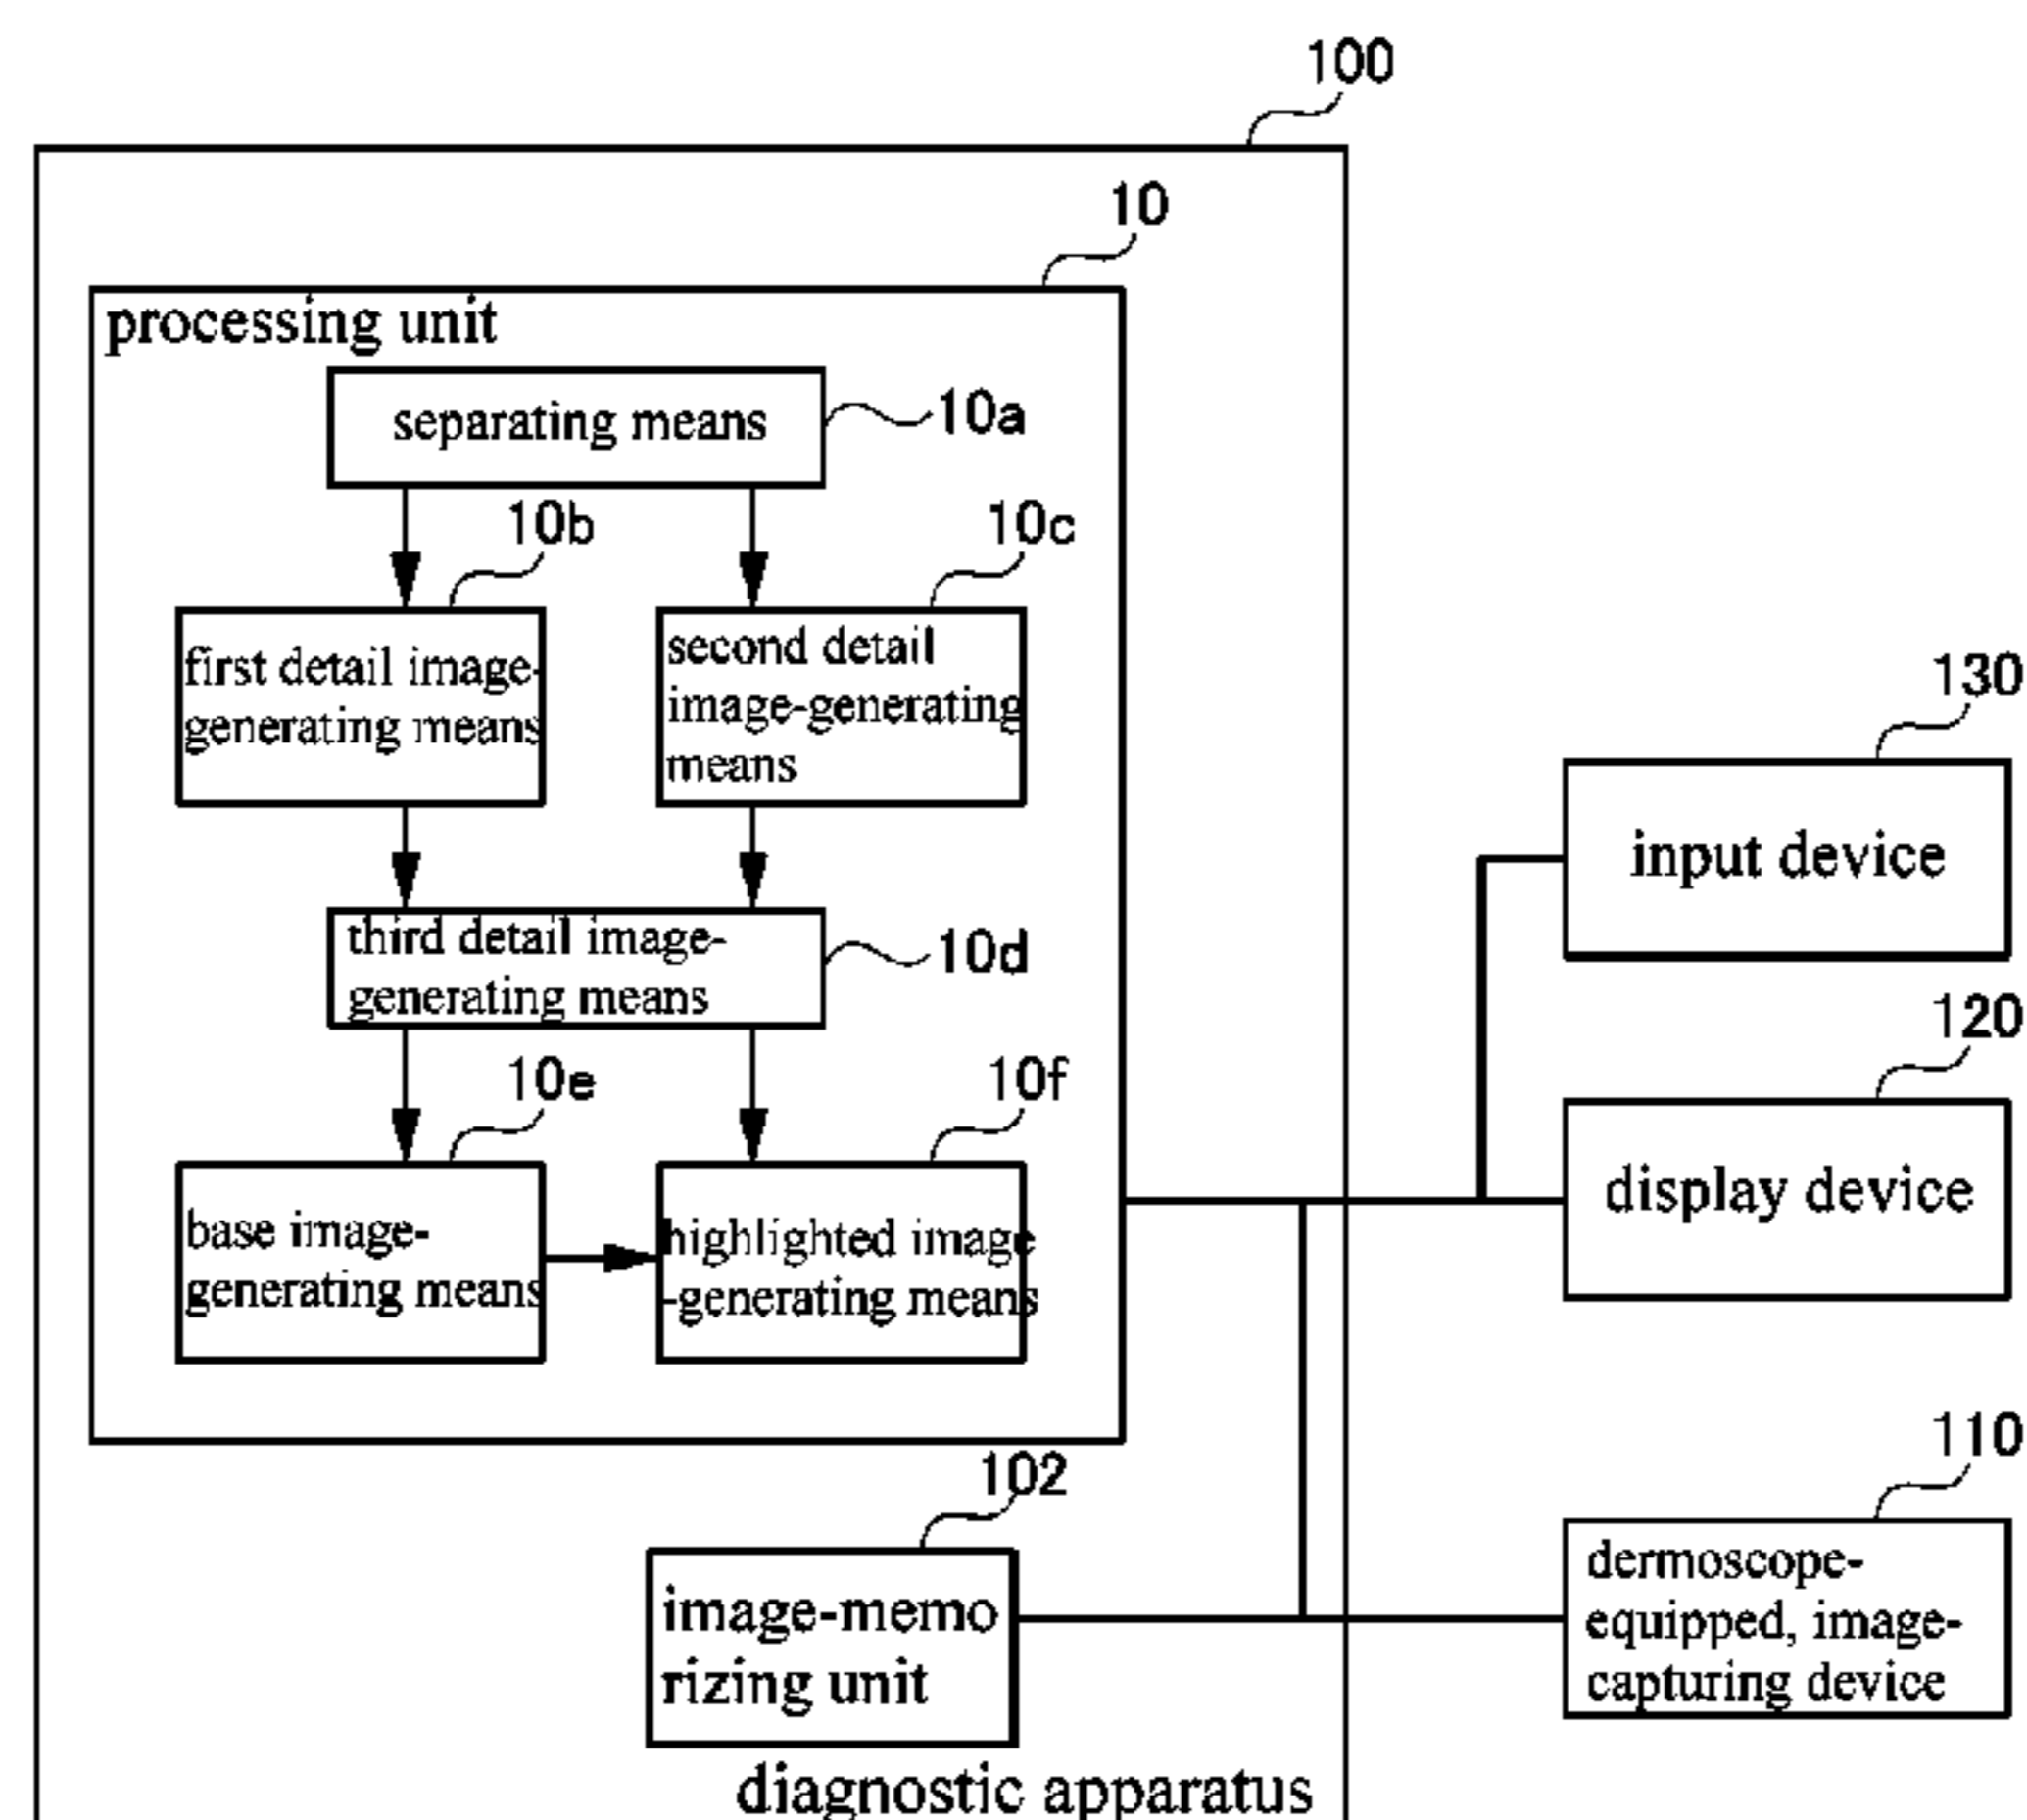 100
10
processing unit
separating means
10a
10b
10c
first detail image-
generating means
second detail
image-generating
means
130
input device
third detail image-
generating means
10d
120
display device
10e
10f
base image-
generating means
highlighted image
-generating means
110
dermoscope-
equipped, image-
capturing device
102
image-memo
rizing unit
diagnostic apparatus